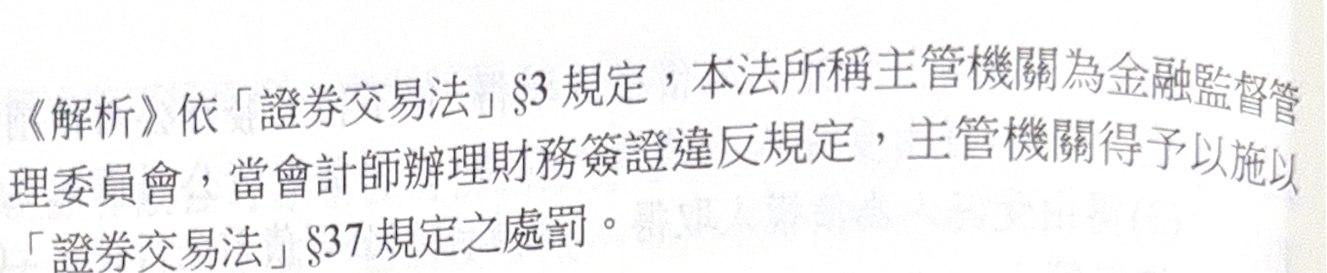 《解析》依「證券交易法」§3 規定，本法所稱主管機關為金融監督管
理委員會，當會計師辦理財務簽證違反規定，主管機關得予以施以
「證券交易法」§37 規定之處罰。